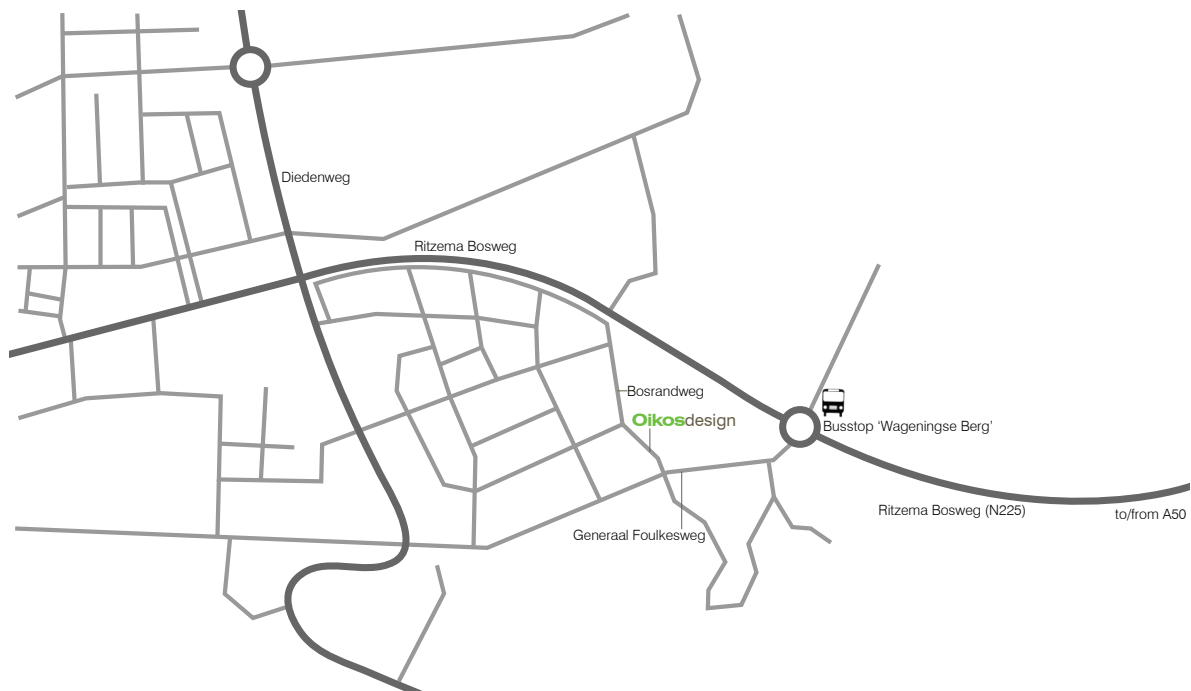 Diedenweg
Ritzema Bosweg
Bosrandweg
Oikosdesign
Busstop ‘Wageningse Berg’
Ritzema Bosweg (N225)
to/from A50
Generaal Foulkesweg